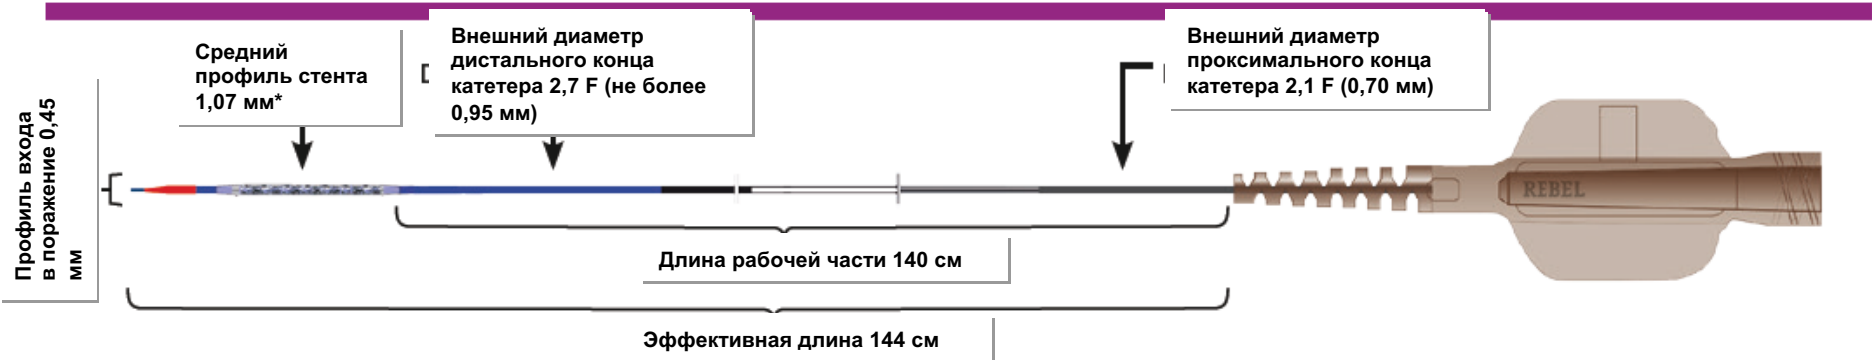 Средний
профиль стента
1,07 мм*
Внешний диаметр
дистального конца
катетера 2,7 F (не более
0,95 мм)
Внешний диаметр
проксимального конца
катетера 2,1 F (0,70 мм)
Профиль входа
в поражение 0,45
мм
REBEL
Длина рабочей части 140 см
Эффективная длина 144 см